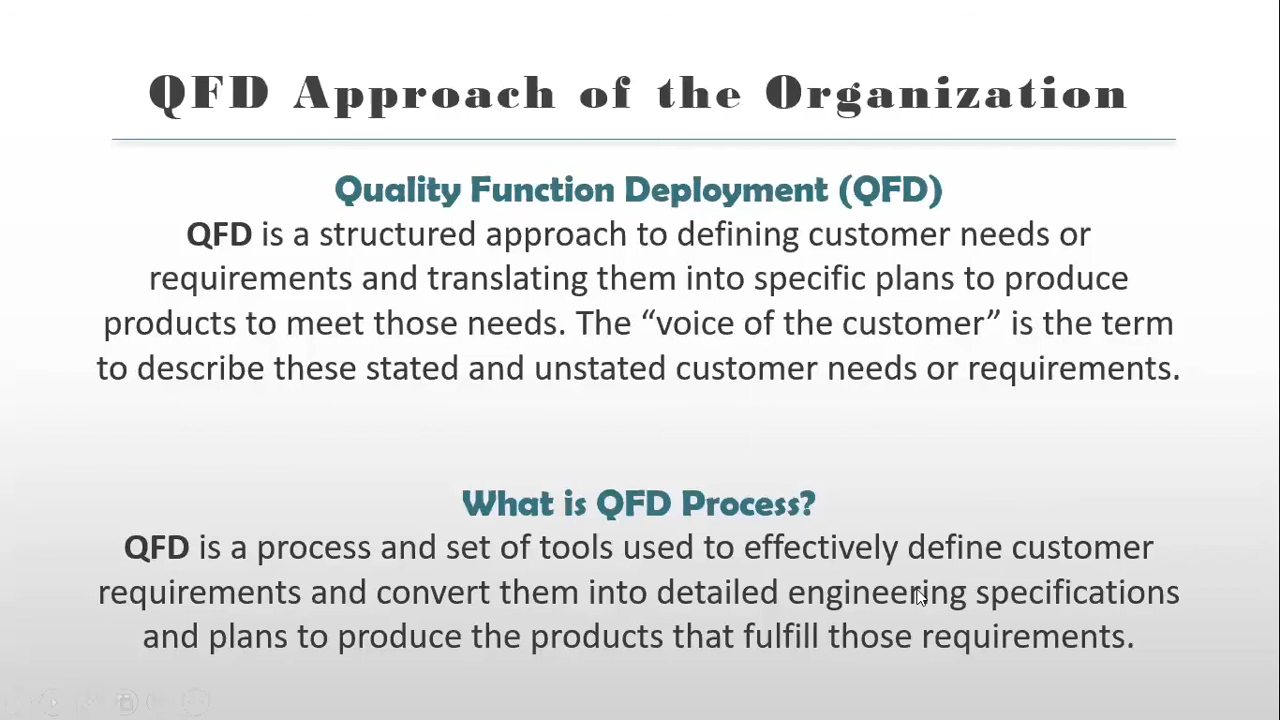 QFD Approach of the Organization
Quality Function Deployment (QFD)
QFD is a structured approach to defining customer needs or
requirements and translating them into specific plans to produce
products to meet those needs. The “voice of the customer” is the term
to describe these stated and unstated customer needs or requirements.
What is QFD Process?
QFD is a process and set of tools used to effectively define customer
requirements and convert them into detailed engineering specifications
and plans to produce the products that fulfill those requirements.